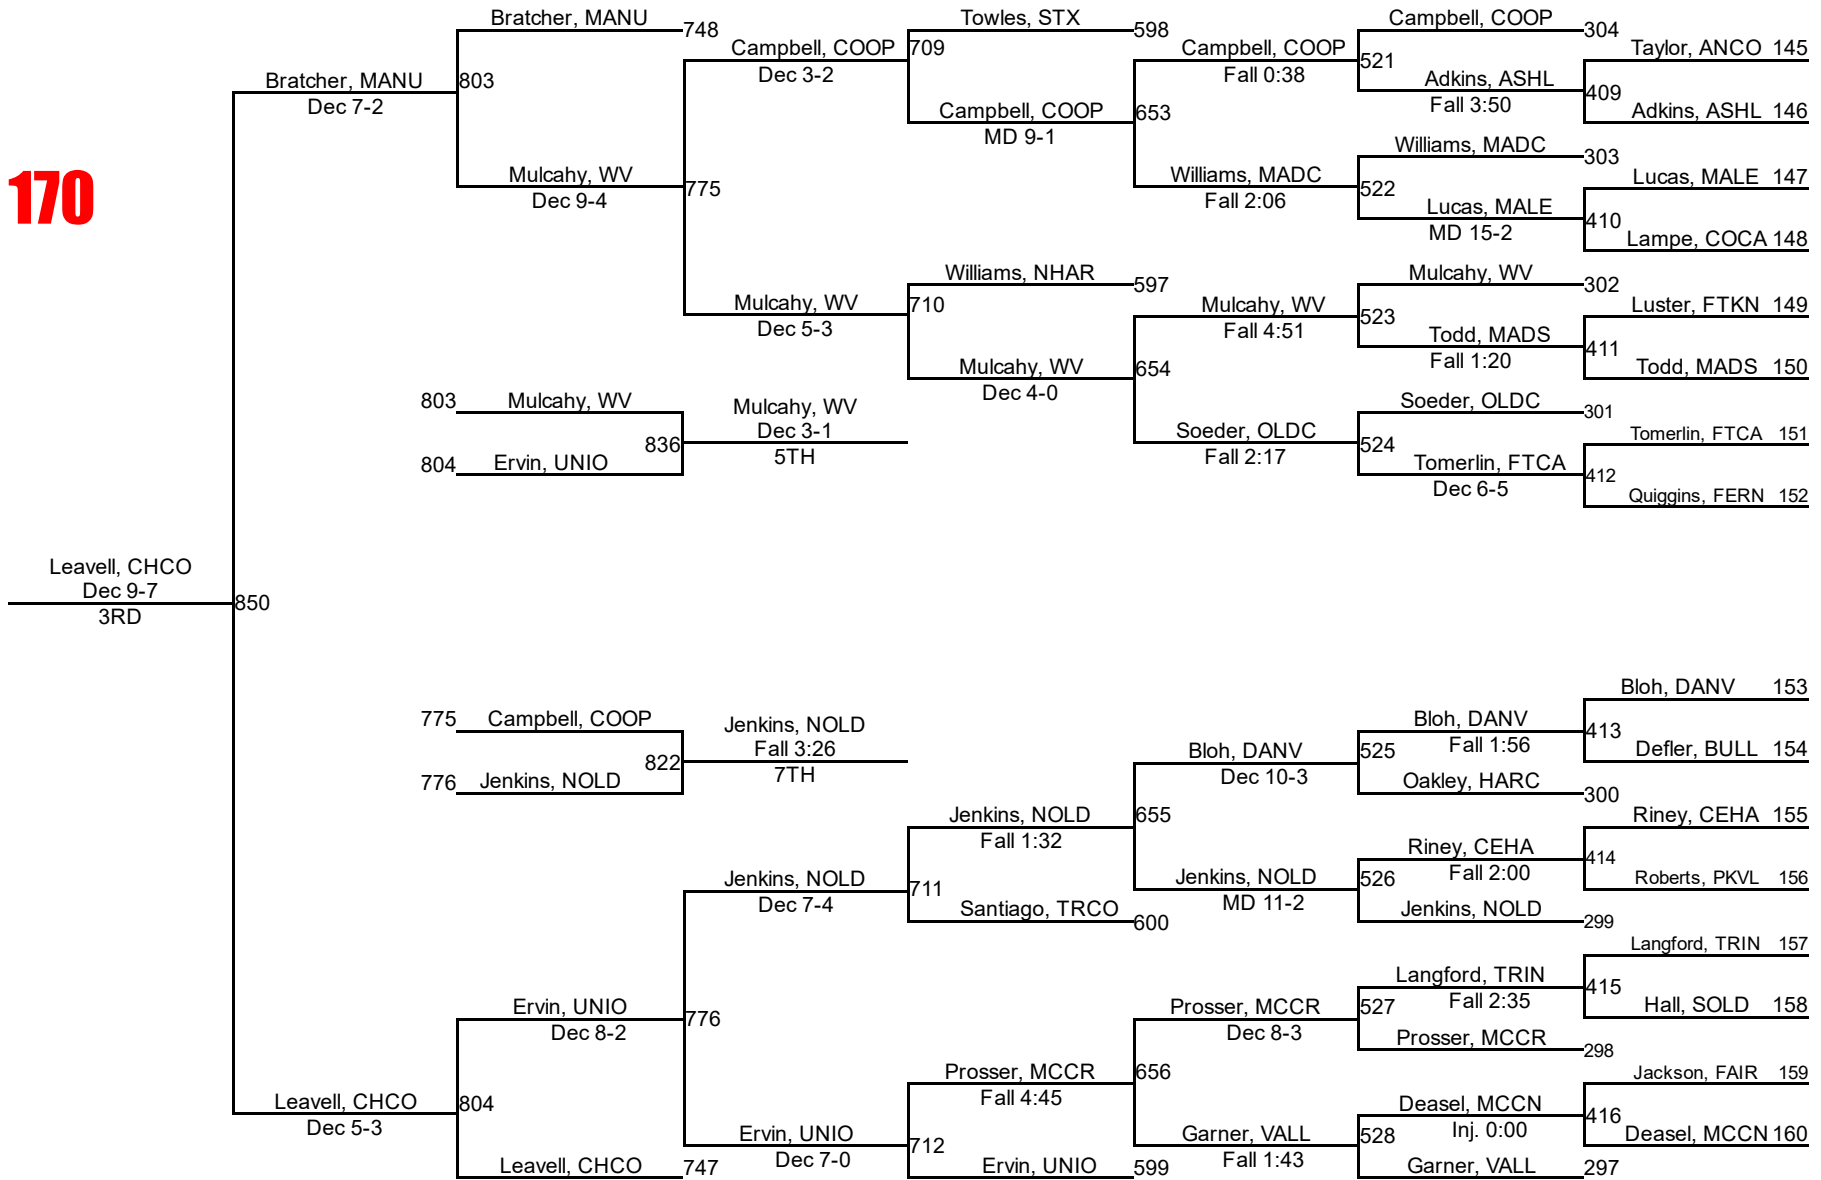 Bratcher, MANU
748
Towles, STX
598
Campbell, COOP
304
Campbell, COOP
709
Campbell, COOP
Taylor, ANCO 145
Dec 3-2
Fall 0:38
521
Bratcher, MANU
803
Adkins, ASHL
Dec 7-2
Fall 3:50
409
Campbell, COOP
653
Adkins, ASHL 146
MD 9-1
Williams, MADC
303
170
Mulcahy, WV
775
Williams, MADC
522
Lucas, MALE 147
Dec 9-4
Fall 2:06
Lucas, MALE
410
MD 15-2
Lampe, COCA 148
Williams, NHAR
597
Mulcahy, WV
302
Mulcahy, WV
710
Mulcahy, WV
523
Luster, FTKN 149
Dec 5-3
Fall 4:51
Todd, MADS
411
Fall 1:20
Mulcahy, WV
654
Todd, MADS 150
Dec 4-0
803
Mulcahy, WV
Mulcahy, WV
Soeder, OLDC
301
Dec 3-1
Soeder, OLDC
Tomerlin, FTCA 151
836
5TH
Fall 2:17
524
804
Ervin, UNIO
Tomerlin, FTCA
412
Dec 6-5
Quiggins, FERN 152
Leavell, CHCO
Dec 9-7
850
3RD
Bloh, DANV 153
775
Campbell, COOP
Jenkins, NOLD
Bloh, DANV
413
Fall 3:26
Bloh, DANV
525
Fall 1:56
Defler, BULL 154
822
7TH
Dec 10-3
776
Jenkins, NOLD
Oakley, HARC
300
Jenkins, NOLD
655
Riney, CEHA 155
Fall 1:32
Riney, CEHA
414
Jenkins, NOLD
711
Jenkins, NOLD
526
Fall 2:00
Roberts, PKVL 156
Dec 7-4
MD 11-2
Santiago, TRCO
600
Jenkins, NOLD
299
Langford, TRIN 157
Langford, TRIN
415
Ervin, UNIO
776
Prosser, MCCR
527
Fall 2:35
Hall, SOLD 158
Dec 8-2
Dec 8-3
Prosser, MCCR
298
Prosser, MCCR
656
Jackson, FAIR 159
Fall 4:45
Leavell, CHCO
804
Deasel, MCCN
416
Dec 5-3
Inj. 0:00
Ervin, UNIO
712
Garner, VALL
528
Deasel, MCCN 160
Dec 7-0
Fall 1:43
Leavell, CHCO
747
Ervin, UNIO
599
Garner, VALL
297